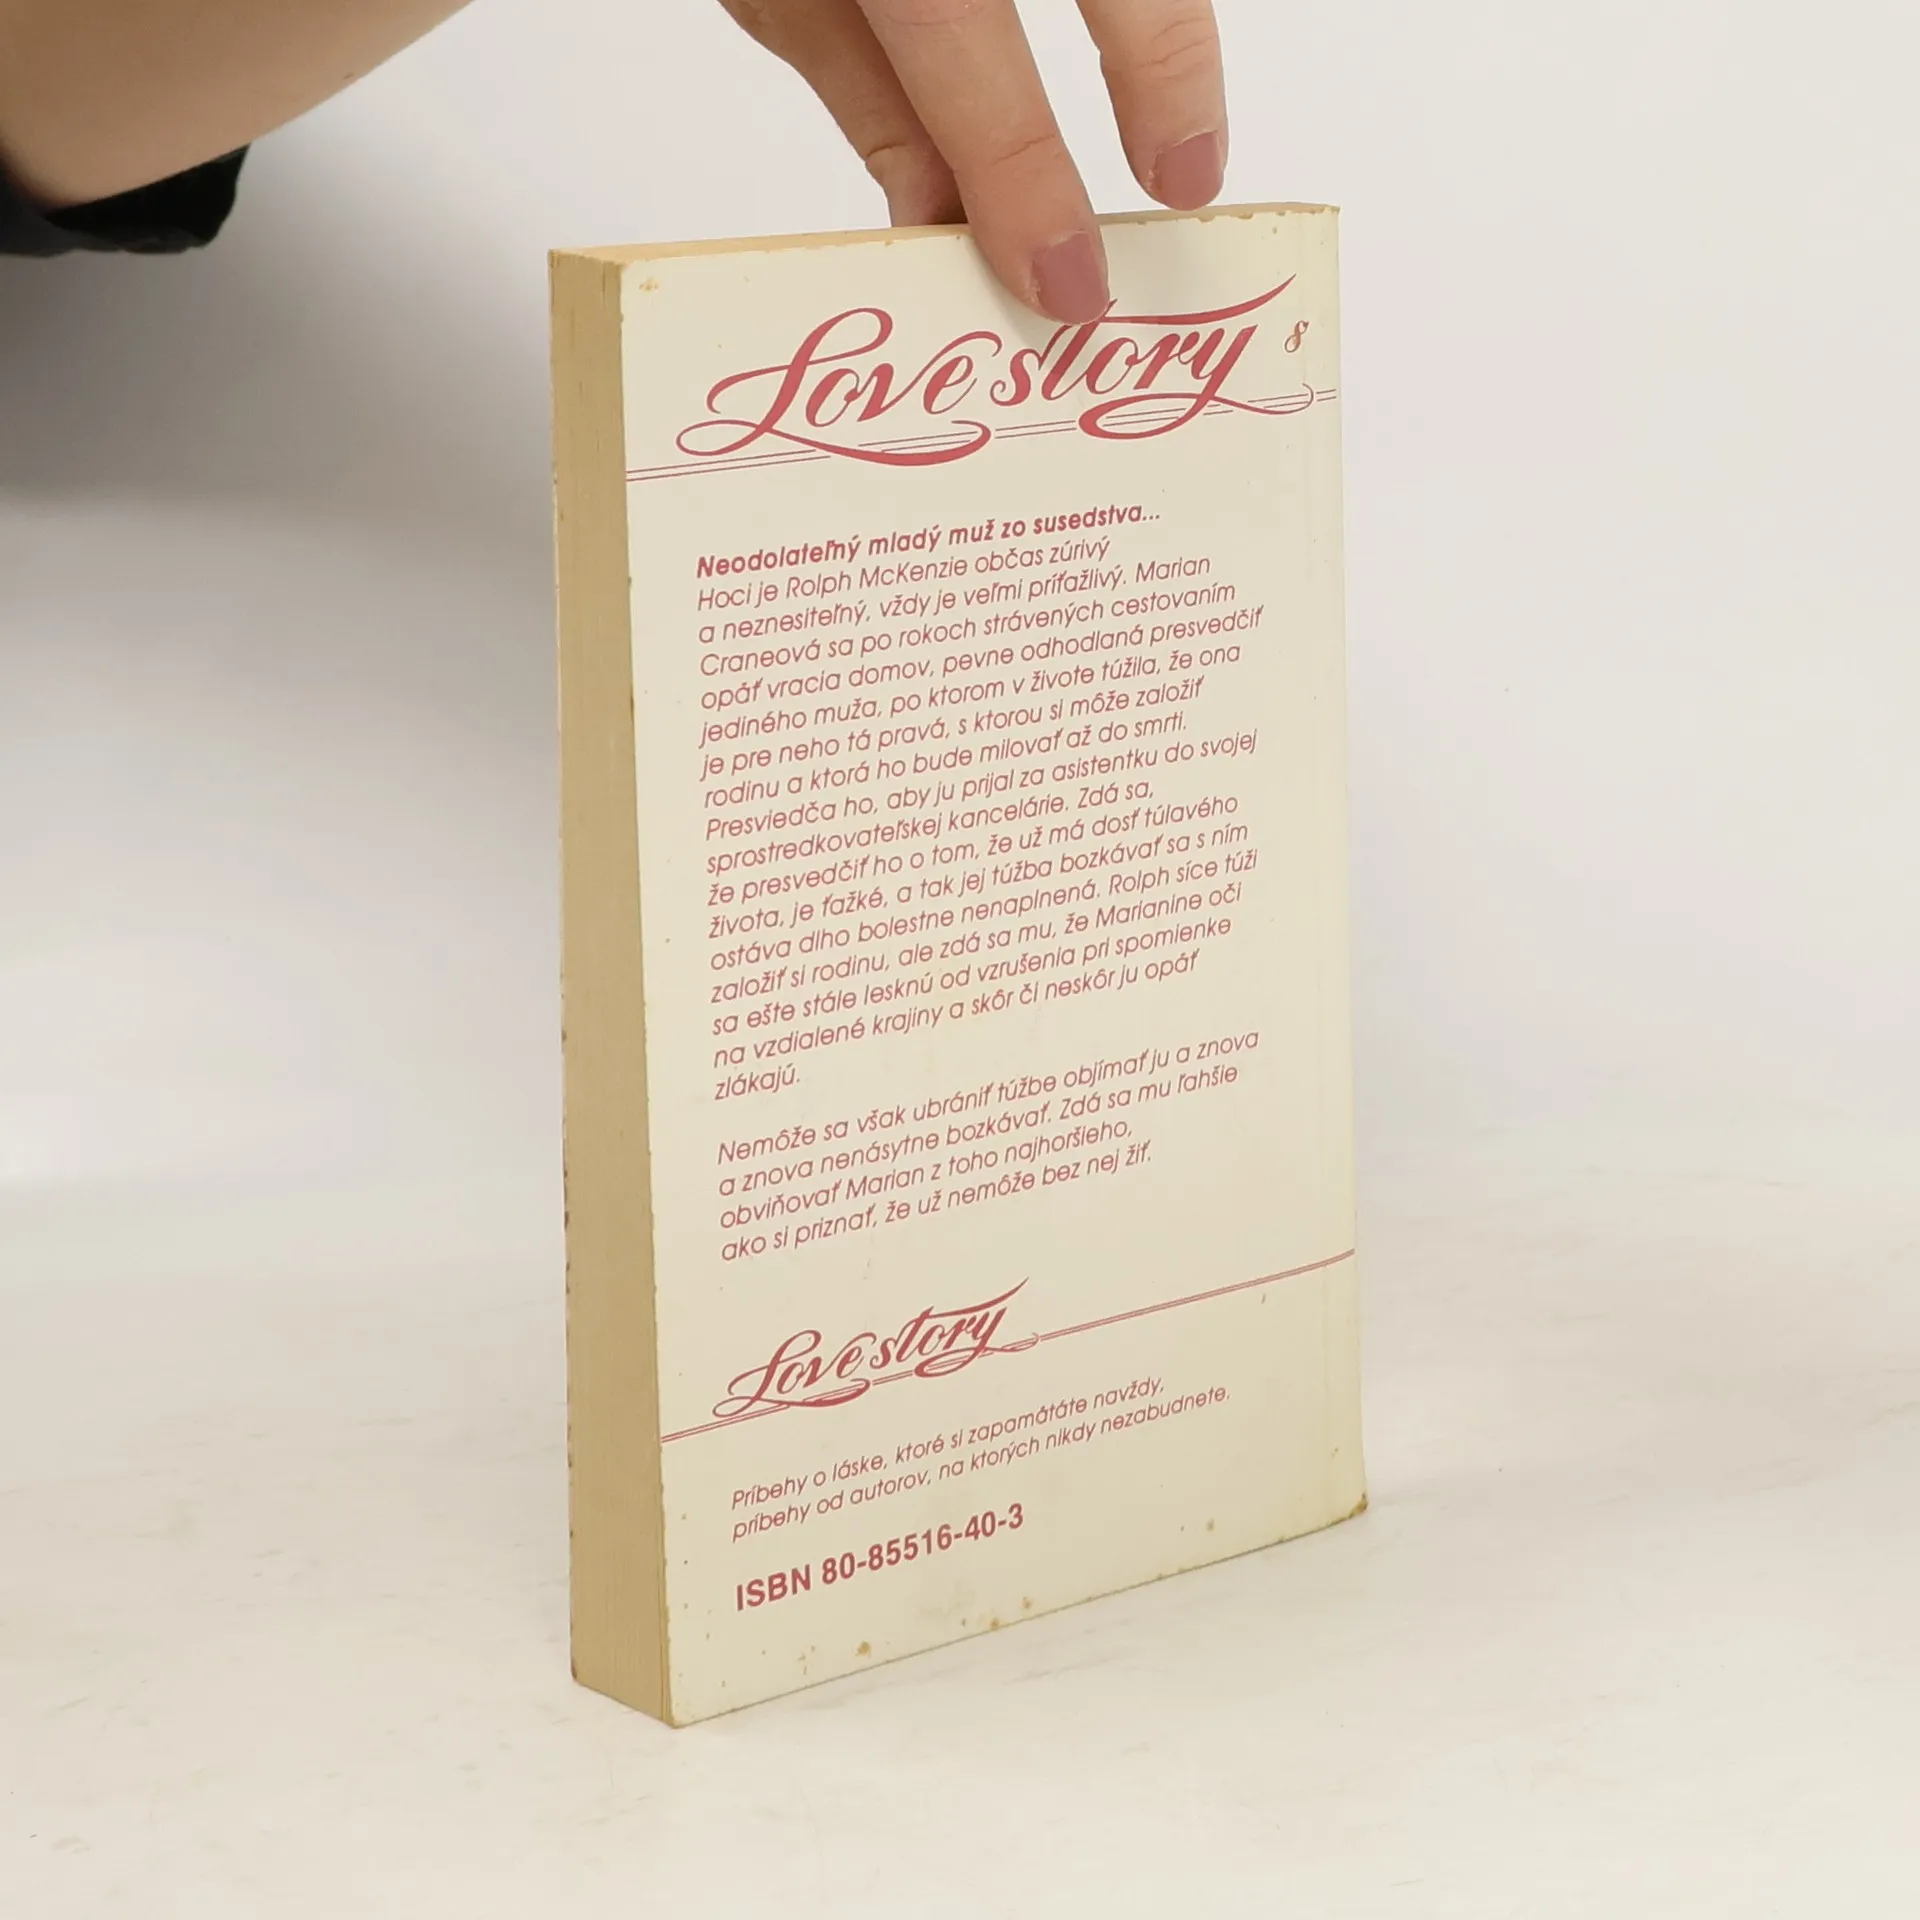 Love story 8
Neodolateľný mladý muž zo susedstva...
Hoci je Rolph McKenzie občas zúrivý
a neznesiteľný, vždy je veľmi príťažlivý. Marian
Craneová sa po rokoch strávených cestovaním
opäť vracia domov, pevne odhodlaná presvedčiť
jediného muža, po ktorom v živote túžila, že ona
je pre neho tá pravá, s ktorou si môže založiť
rodinu a ktorá ho bude milovať až do smrti.
Presviedča ho, aby ju prijal za asistentku do svojej
sprostredkovateľskej kancelárie. Zdá sa,
že presvedčiť ho o tom, že už má dosť túlavého
života, je ťažké, a tak jej túžba bozkávať sa s ním
ostáva dlho bolestne nenaplnená. Rolph síce túži
založiť si rodinu, ale zdá sa mu, že Marianine oči
sa ešte stále lesknú od vzrušenia pri spomienke
na vzdialené krajiny a skôr či neskôr ju opäť
zlákajú.
Nemôže sa však ubrániť túžbe objímať ju a znova
a znova nenásytne bozkávať. Zdá sa mu ľahšie
obviňovať Marian z toho najhoršieho,
ako si priznať, že už nemôže bez nej žiť.
Love story
Príbehy o láske, ktoré si zapamätáte navždy,
príbehy od autorov, na ktorých nikdy nezabudnete.
ISBN 80-85516-40-3